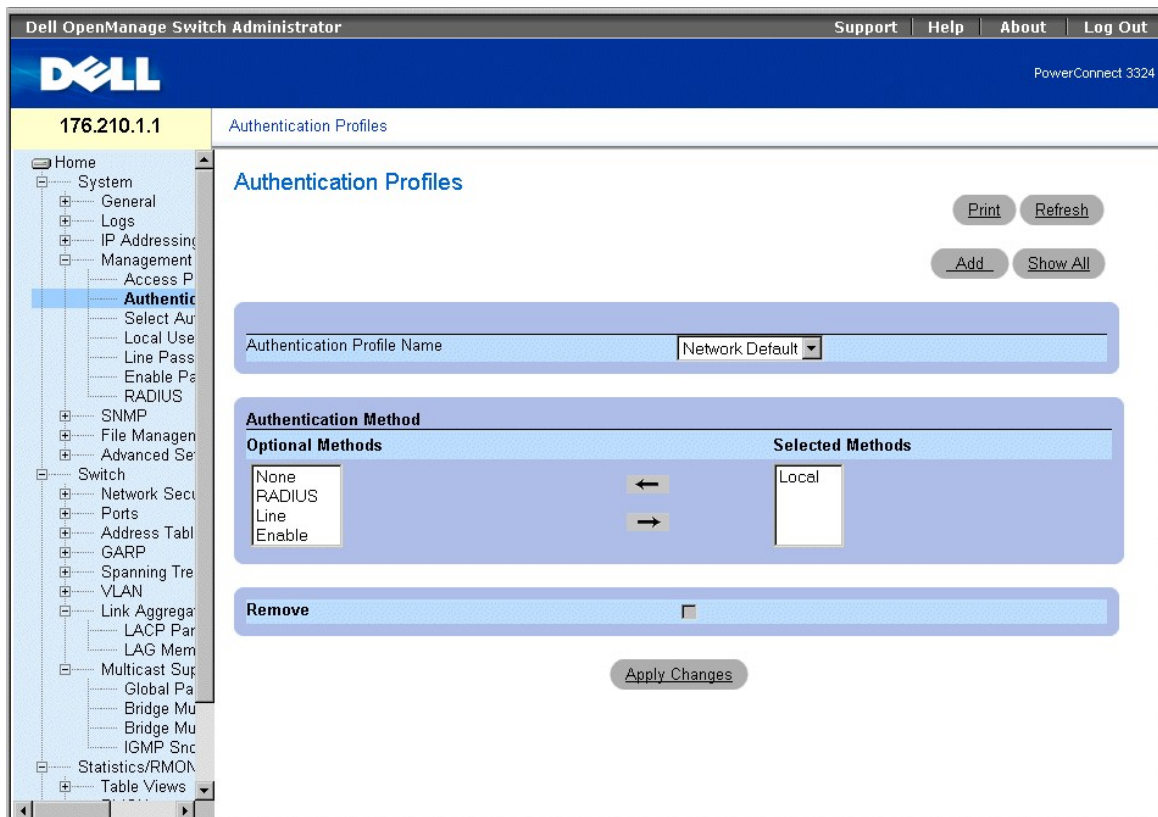 Dell OpenManage Switch Administrator
Support | Help | About | Log Out
DELL
PowerConnect 3324
176.210.1.1
Authentication Profiles
Home
System
General
Logs
IP Addressing
Management
Access P
Authentic
Select Au
Local Use
Line Pass
Enable Pa
RADIUS
SNMP
File Managen
Advanced Se
Switch
Network Secu
Ports
Address Tabl
GARP
Spanning Tre
VLAN
Link Aggrega
LACP Par
LAG Mem
Multicast Sup
Global Pa
Bridge Mu
Bridge Mu
IGMP Sno
Statistics/RMON
Table Views
Authentication Profiles
Print
Refresh
Add
Show All
Authentication Profile Name
Network Default
Authentication Method
Optional Methods
Selected Methods
None
RADIUS
Line
Enable
Local
Remove
Apply Changes